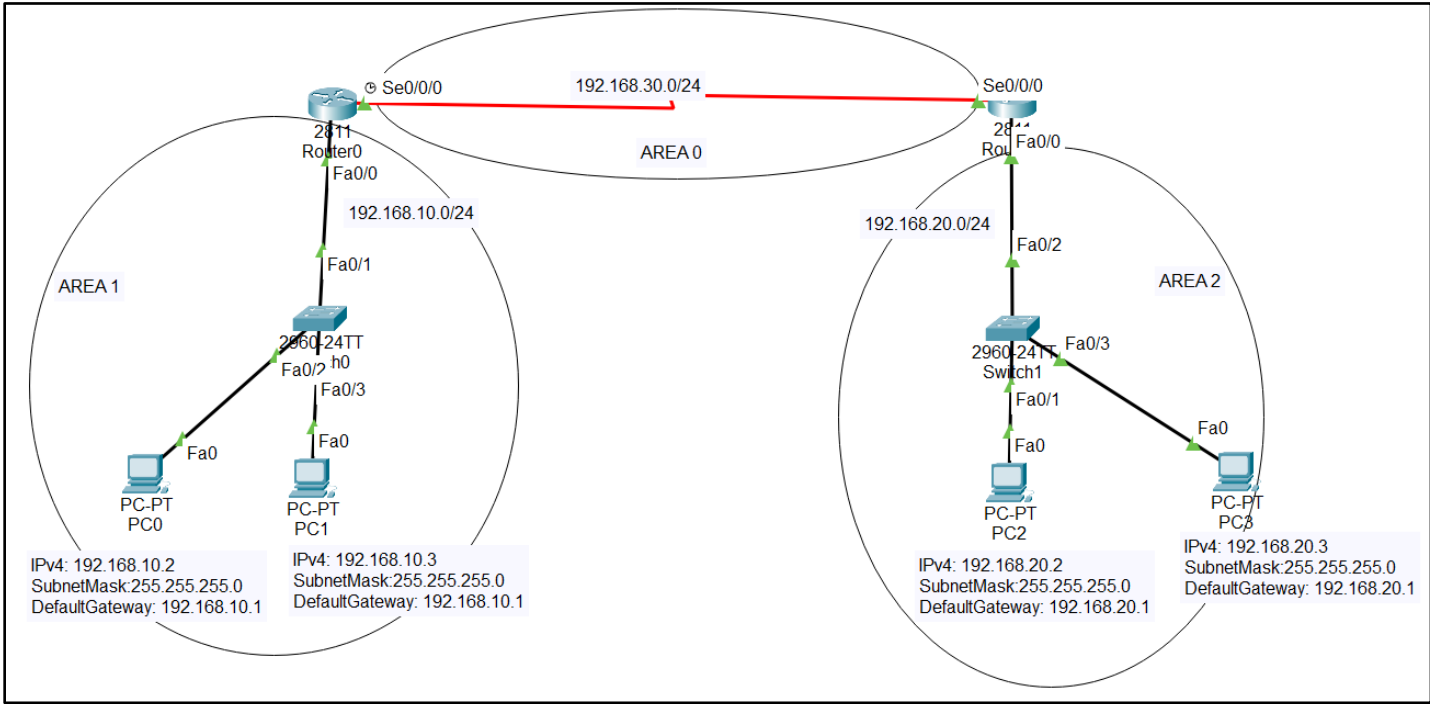 Se0/0/0
192.168.30.0/24
Se0/0/0
2811
Router0
Fa0/0
AREA 0
Fa0/0
192.168.10.0/24
192.168.20.0/24
Fa0/1
Fa0/2
AREA 1
AREA 2
2960-24TT
Fa0/2
Fa0/3
2960-24TT
Switch1
Fa0/3
Fa0/1
Fa0
Fa0
Fa0
Fa0
PC-PT
PC0
PC-PT
PC1
PC-PT
PC2
PC-PT
PC3
IPv4: 192.168.10.2
SubnetMask:255.255.255.0
DefaultGateway: 192.168.10.1
IPv4: 192.168.10.3
SubnetMask:255.255.255.0
DefaultGateway: 192.168.10.1
IPv4: 192.168.20.2
SubnetMask:255.255.255.0
DefaultGateway: 192.168.20.1
IPv4: 192.168.20.3
SubnetMask:255.255.255.0
DefaultGateway: 192.168.20.1